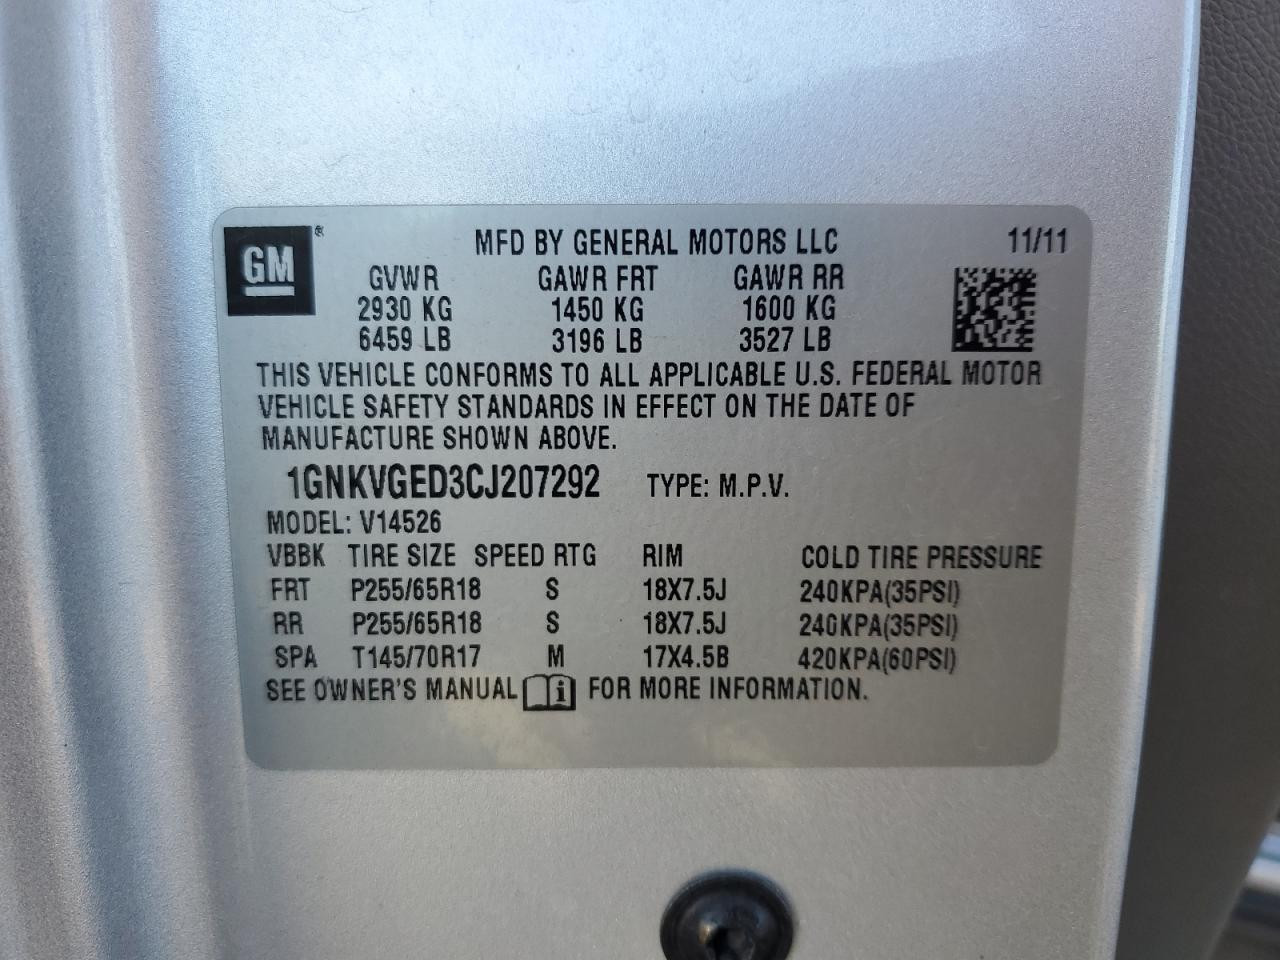 GM®
MFD BY GENERAL MOTORS LLC 11/11
GVWR GAWR FRT GAWR RR
2930 KG 1450 KG 1600 KG
6459 LB 3196 LB 3527 LB
THIS VEHICLE CONFORMS TO ALL APPLICABLE U.S. FEDERAL MOTOR
VEHICLE SAFETY STANDARDS IN EFFECT ON THE DATE OF
MANUFACTURE SHOWN ABOVE.
1GNKVGED3CJ207292 TYPE: M.P.V.
MODEL: V14526
VBBK TIRE SIZE SPEED RTG RIM COLD TIRE PRESSURE
FRT P255/65R18 S 18X7.5J 240KPA(35PSI)
RR P255/65R18 S 18X7.5J 240KPA(35PSI)
SPA T145/70R17 M 17X4.5B 420KPA(60PSI)
SEE OWNER'S MANUAL i FOR MORE INFORMATION.